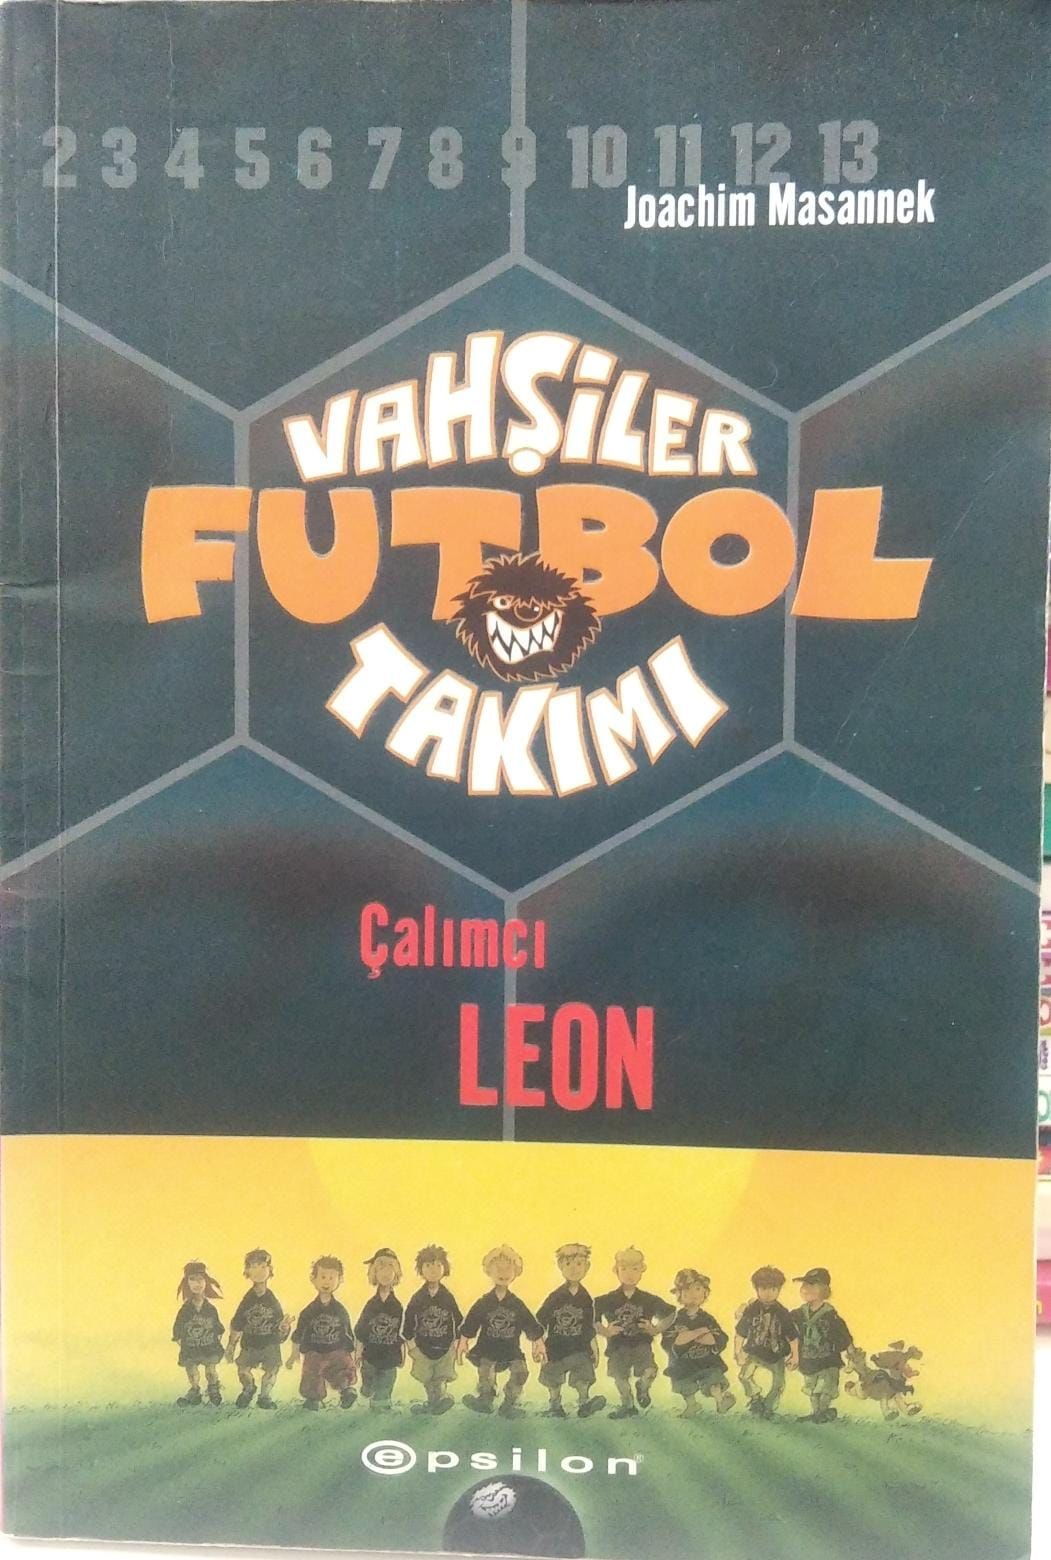 2 3 4 5 6 7 8 9 10 11 12 13
Joachim Masannek
VAHŞİLER
FUTBOL
TAKIMI
Çalımcı
LEON
epsilon®